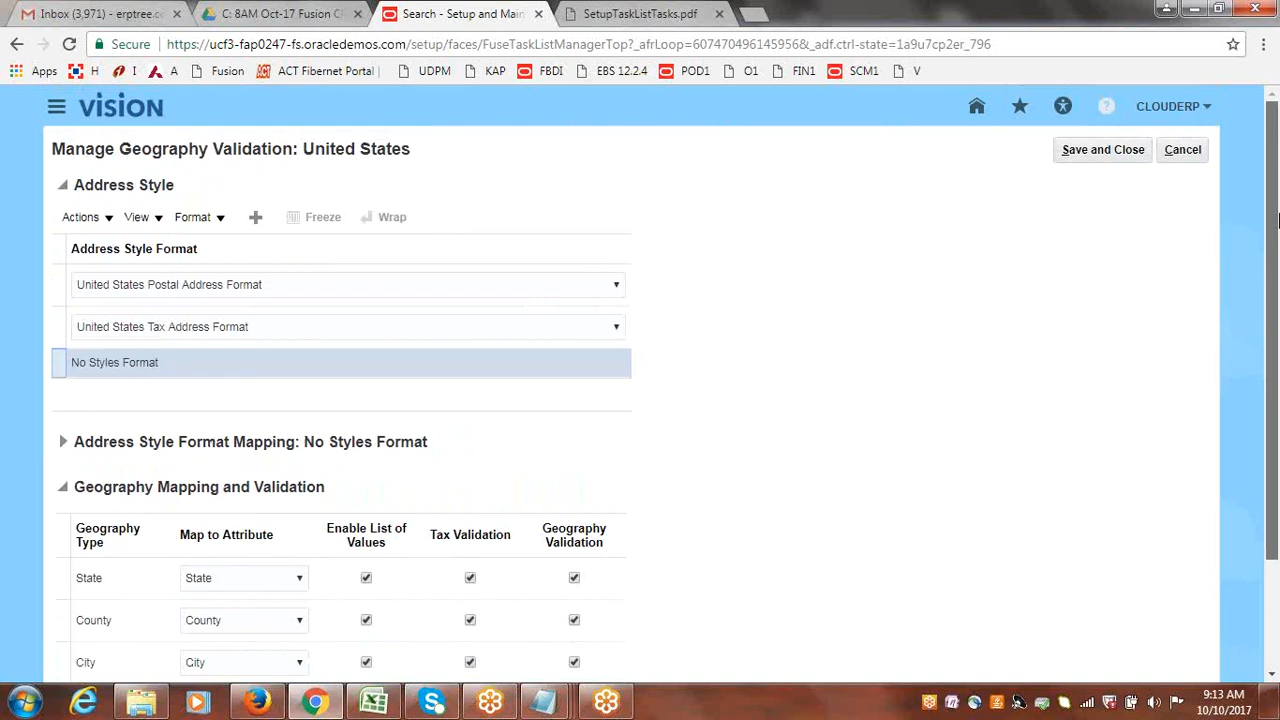 Inbox (3,971) - erptree.co
C: 8AM Oct-17 Fusion C
Search - Setup and Main
SetupTaskListTasks.pdf
Secure
https://ucf3-fap0247-fs.oracledemos.com/setup/faces/FuseTaskListManagerTop?_afrLoop=6074704961459568&_adf.ctrl-state=1a9u7cp2er_796
Apps H I A Fusion ACT Fibernet Portal UDPM KAP FBDI EBS 12.2.4 POD1 O1 FIN1 SCM1 V
vision
CLOUDERP
Manage Geography Validation: United States
Save and Close Cancel
Address Style
Actions View Format Freeze Wrap
Address Style Format
United States Postal Address Format
United States Tax Address Format
No Styles Format
Address Style Format Mapping: No Styles Format
Geography Mapping and Validation
Geography Type
Map to Attribute
Enable List of Values
Tax Validation
Geography Validation
State State
County County
City City
9:13 AM
10/10/2017